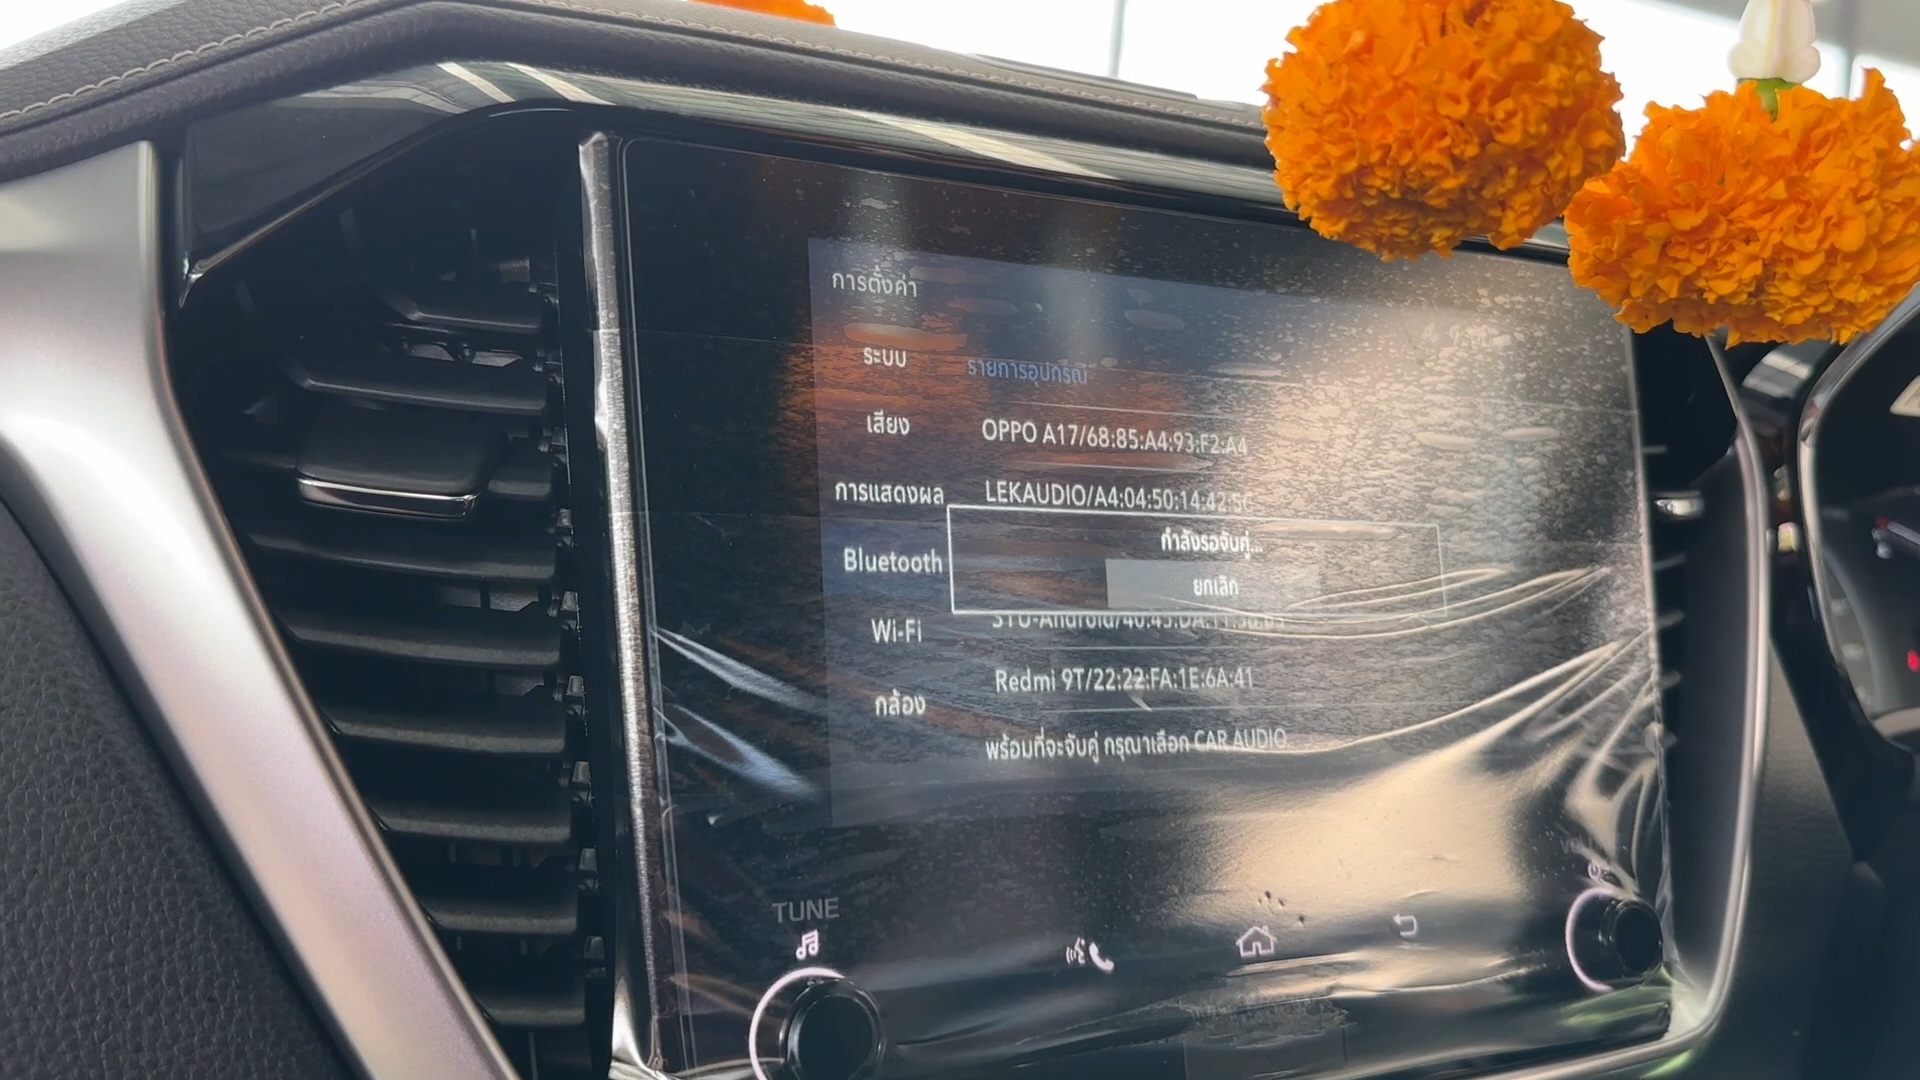 การตั้งค่า
ระบบ
รายการอุปกรณ์
เสียง
OPPO A17/68:85:A4:93:F2:A4
การแสดงผล
LEKAUDIO/A4:04:50:14:42:5C
กำลังรอจับคู่...
Bluetooth
ยกเลิก
Wi-Fi
Redmi 9T/22:22:FA:1E:6A:41
กล้อง
พร้อมที่จะจับคู่ กรุณาเลือก CAR AUDIO
TUNE